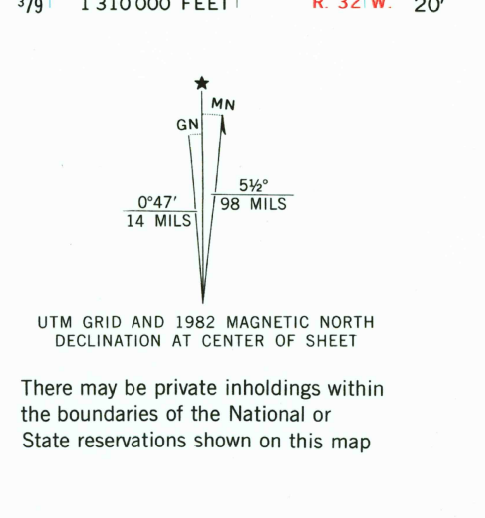 ³79 1 310 000 FEET R. 32 W. 20'
★
MN
GN
5½°
0°47' 98 MILS
14 MILS
UTM GRID AND 1982 MAGNETIC NORTH
DECLINATION AT CENTER OF SHEET
There may be private inholdings within
the boundaries of the National or
State reservations shown on this map